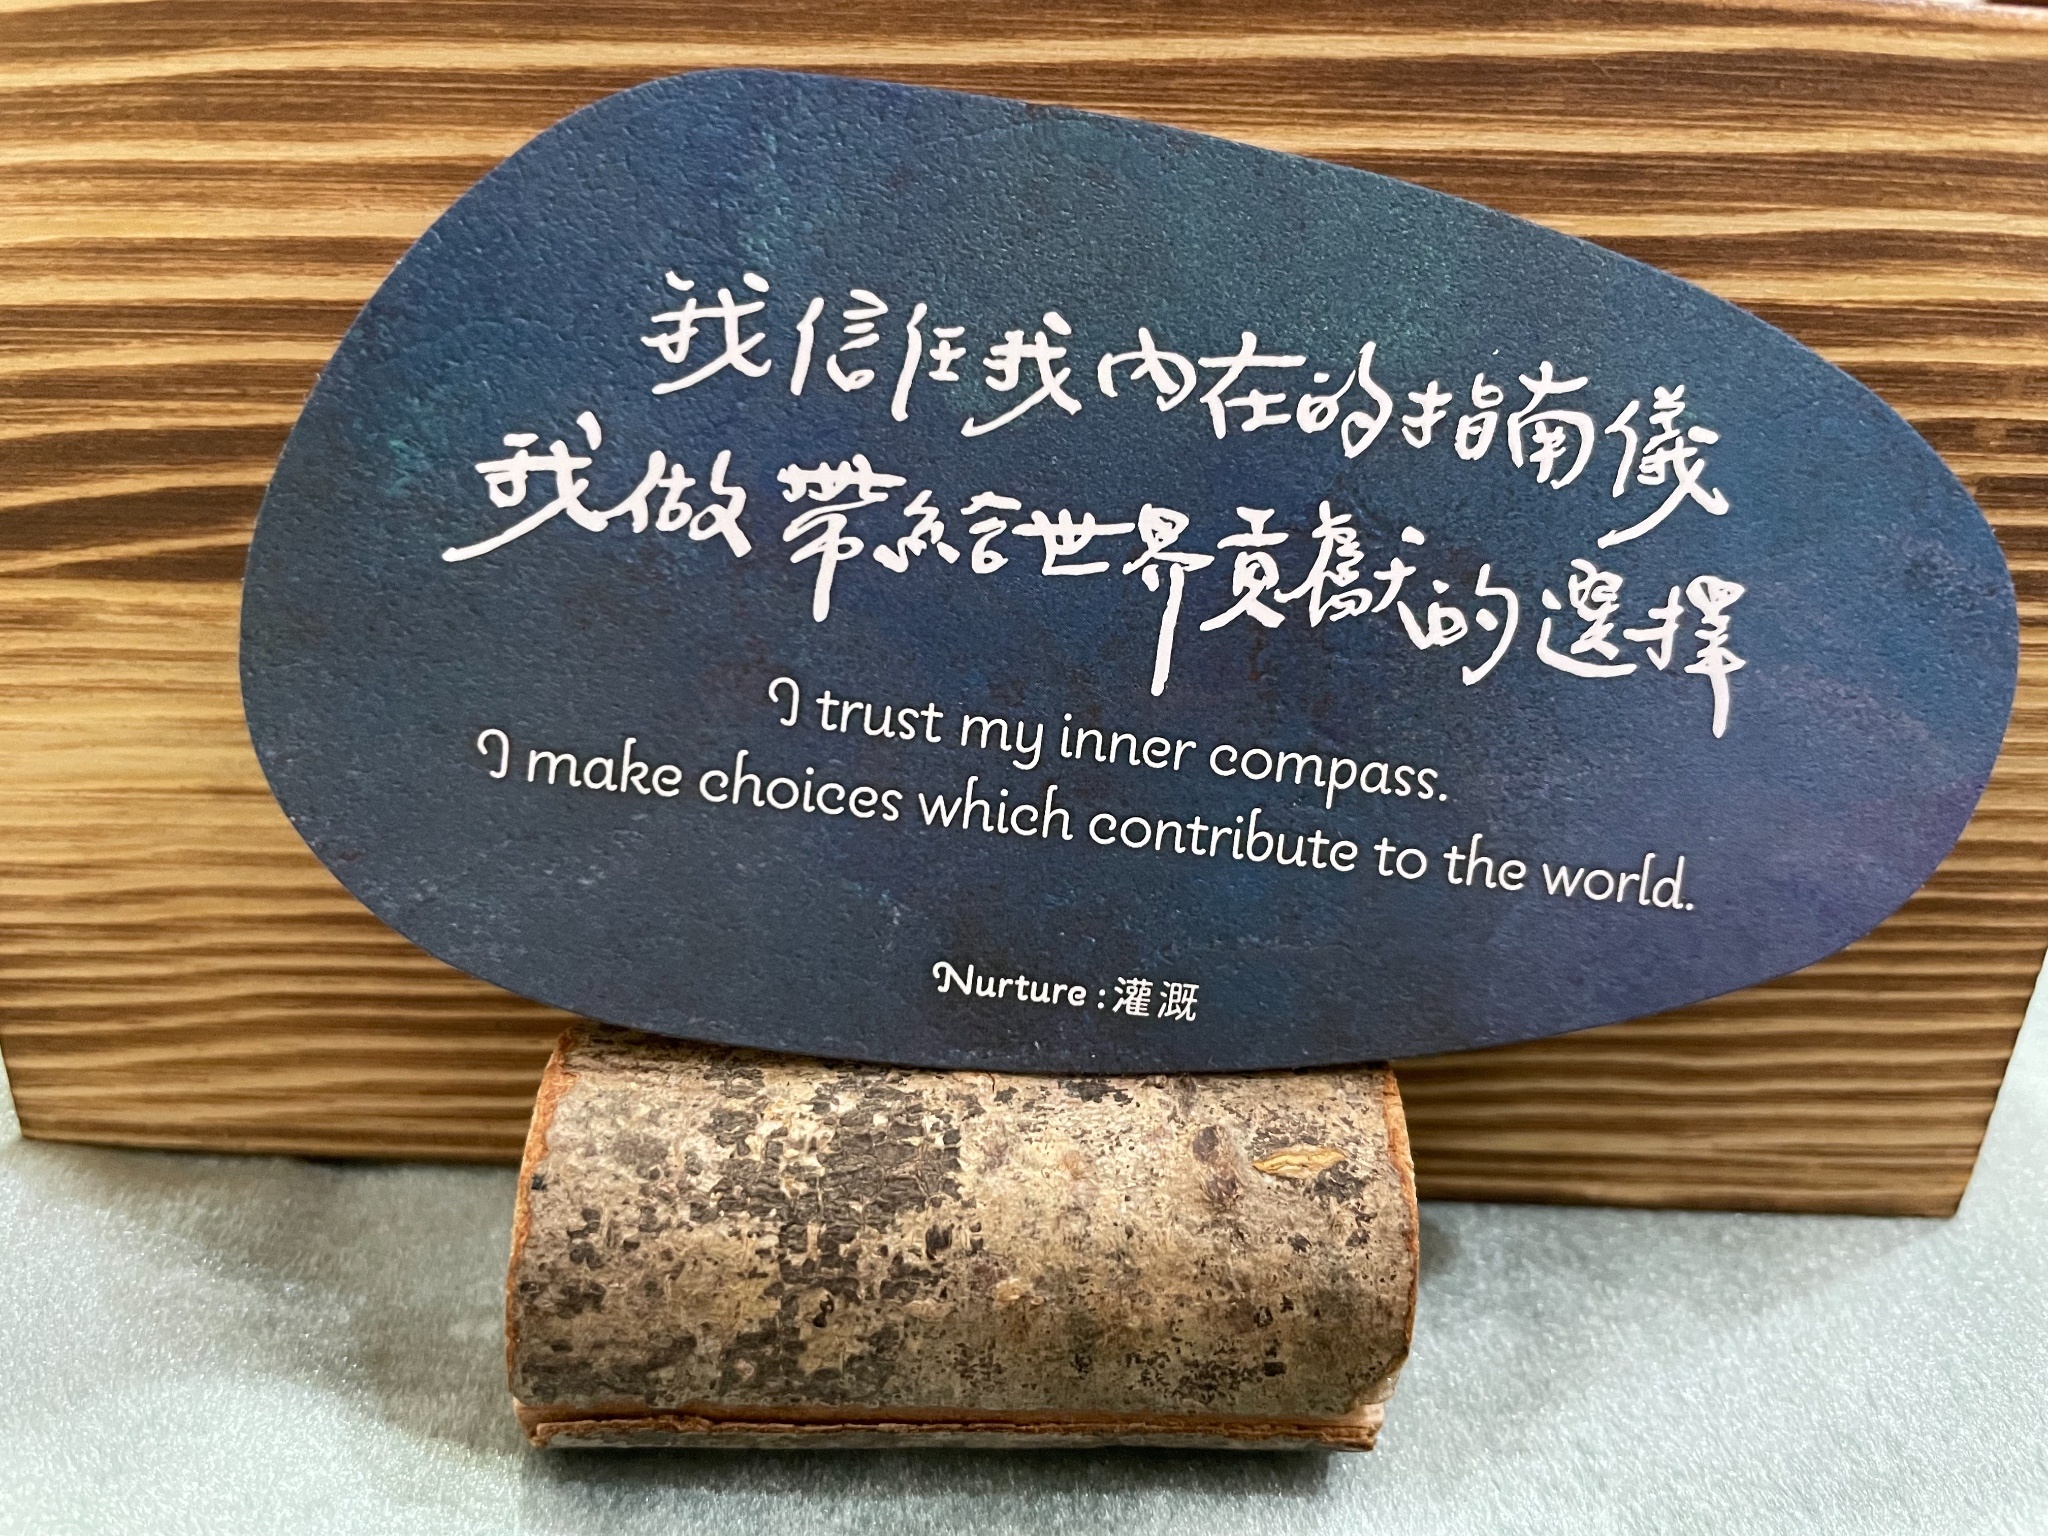 我信任我內在的指南儀
我做帶給世界貢獻的選擇
I trust my inner compass.
I make choices which contribute to the world.
Nurture : 灌溉